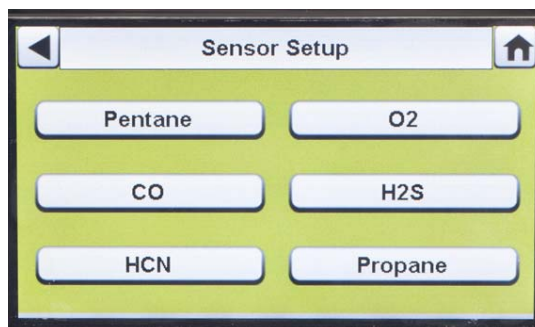 Sensor Setup
Pentane
O2
CO
H2S
HCN
Propane